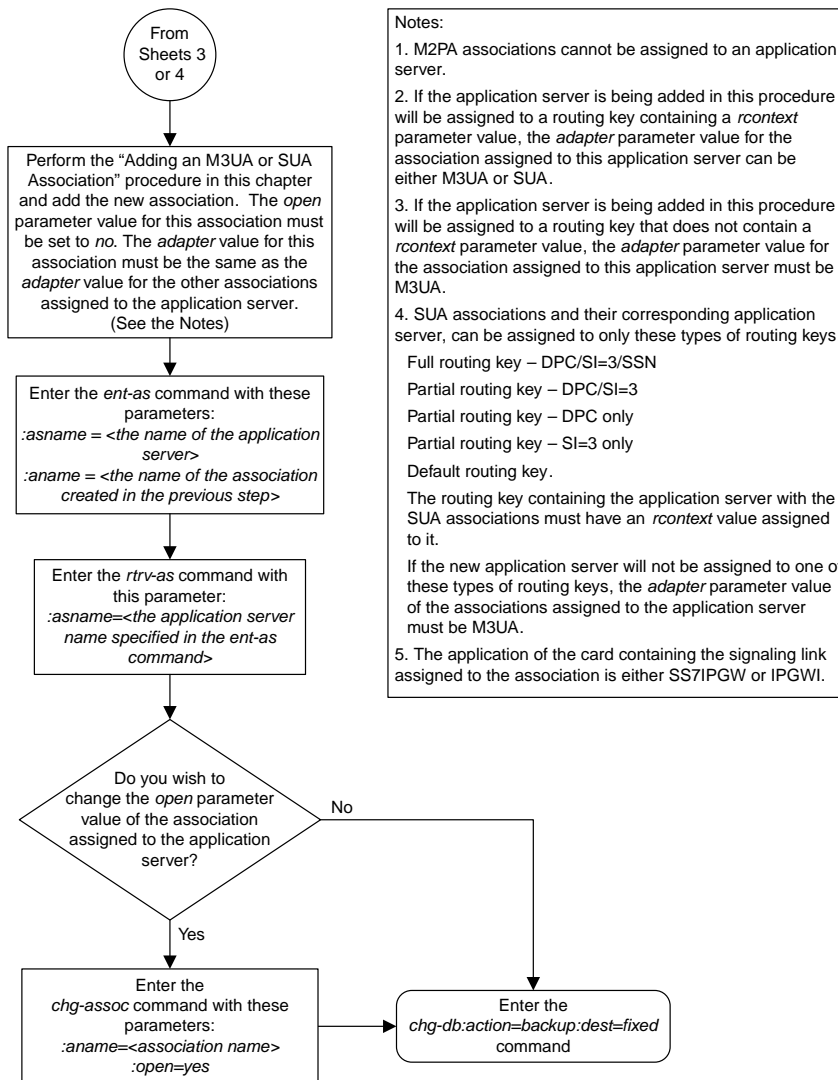 From
Sheets 3
or 4
Perform the “Adding an M3UA or SUA
Association” procedure in this chapter
and add the new association. The open
parameter value for this association must
be set to no. The adapter value for this
association must be the same as the
adapter value for the other associations
assigned to the application server.
(See the Notes)
Enter the ent-as command with these
parameters:
:asname = <the name of the application
server>
:aname = <the name of the association
created in the previous step>
Enter the rtrv-as command with
this parameter:
:asname=<the application server
name specified in the ent-as
command>
Do you wish to
change the open parameter
value of the association
assigned to the application
server?
No
Yes
Enter the
chg-assoc command with these
parameters:
:aname=<association name>
:open=yes
Enter the
chg-db:action=backup:dest=fixed
command
Notes:
1. M2PA associations cannot be assigned to an application
server.
2. If the application server is being added in this procedure
will be assigned to a routing key containing a rcontext
parameter value, the adapter parameter value for the
association assigned to this application server can be
either M3UA or SUA.
3. If the application server is being added in this procedure
will be assigned to a routing key that does not contain a
rcontext parameter value, the adapter parameter value for
the association assigned to this application server must be
M3UA.
4. SUA associations and their corresponding application
server, can be assigned to only these types of routing keys
Full routing key – DPC/SI=3/SSN
Partial routing key – DPC/SI=3
Partial routing key – DPC only
Partial routing key – SI=3 only
Default routing key.
The routing key containing the application server with the
SUA associations must have an rcontext value assigned
to it.
If the new application server will not be assigned to one o
these types of routing keys, the adapter parameter value
of the associations assigned to the application server
must be M3UA.
5. The application of the card containing the signaling link
assigned to the association is either SS7IPGW or IPGWI.